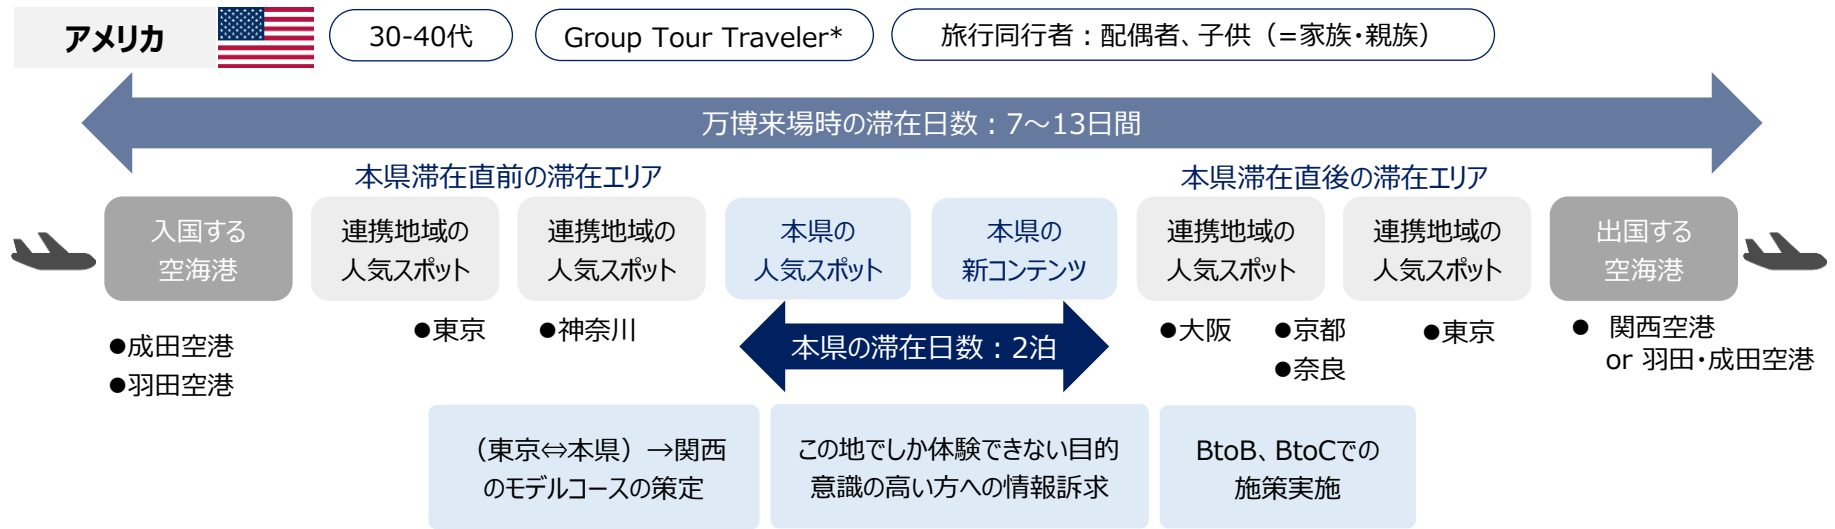 アメリカ
30-40代
Group Tour Traveler*
旅行同行者：配偶者、子供（=家族・親族）
万博来場時の滞在日数：7～13日間
本県滞在直前の滞在エリア
本県滞在直後の滞在エリア
入国する
空海港
連携地域の
人気スポット
連携地域の
人気スポット
本県の
人気スポット
本県の
新コンテンツ
連携地域の
人気スポット
連携地域の
人気スポット
出国する
空海港
●成田空港
●羽田空港
●東京
●神奈川
本県の滞在日数：2泊
●大阪
●京都
●奈良
●東京
● 関西空港
or 羽田・成田空港
（東京⇔本県）→関西
のモデルコースの策定
この地でしか体験できない目的
意識の高い方への情報訴求
BtoB、BtoCでの
施策実施